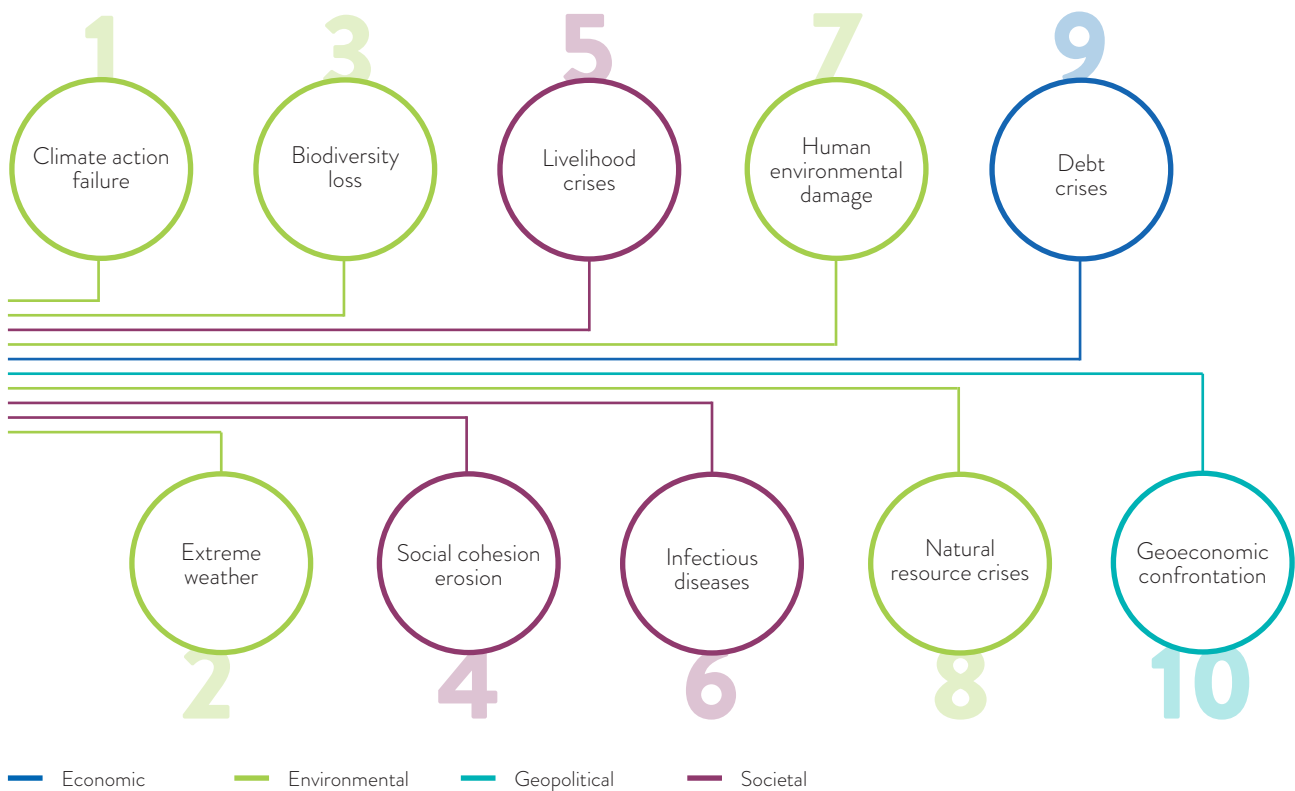 1
3
5
7
9
Climate action
failure
Biodiversity
loss
Livelihood
crises
Human
environmental
damage
Debt
crises
Extreme
weather
Social cohesion
erosion
Infectious
diseases
Natural
resource crises
Geoeconomic
confrontation
2
4
6
8
10
Economic
Environmental
Geopolitical
Societal